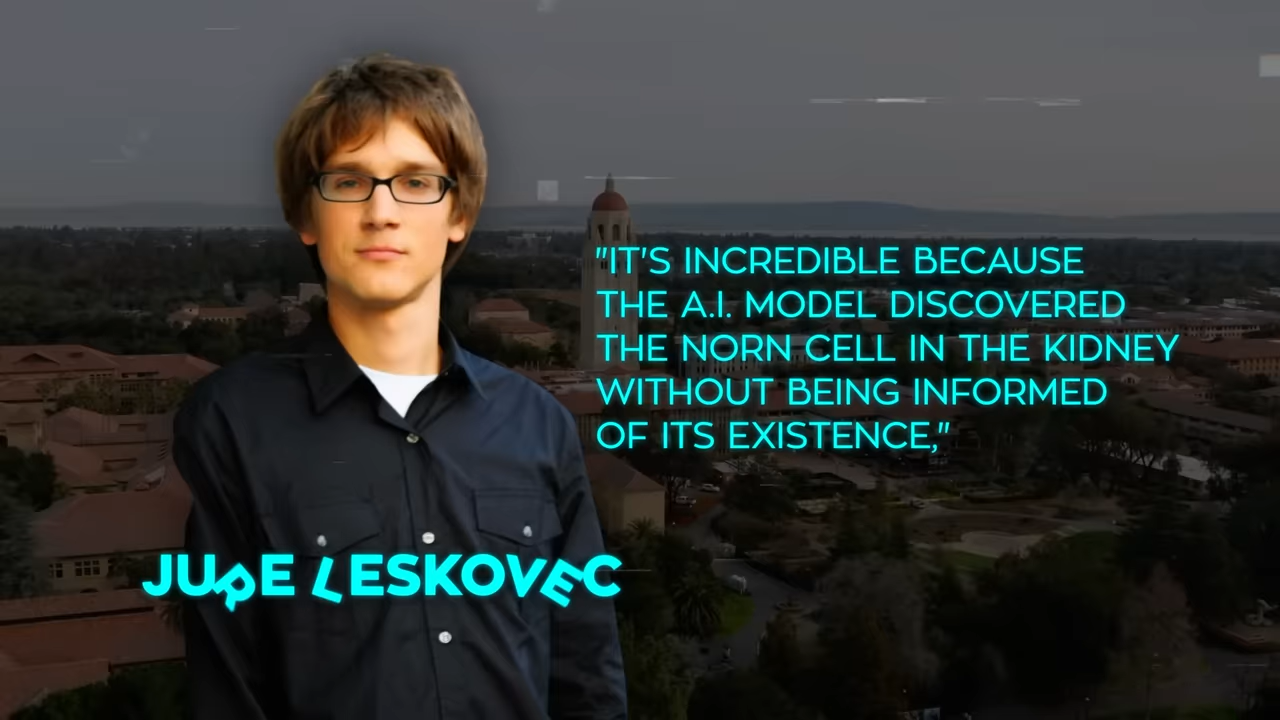 "IT'S INCREDIBLE BECAUSE
THE A.I. MODEL DISCOVERED
THE NORN CELL IN THE KIDNEY
WITHOUT BEING INFORMED
OF ITS EXISTENCE,"
JURE LESKOVEC